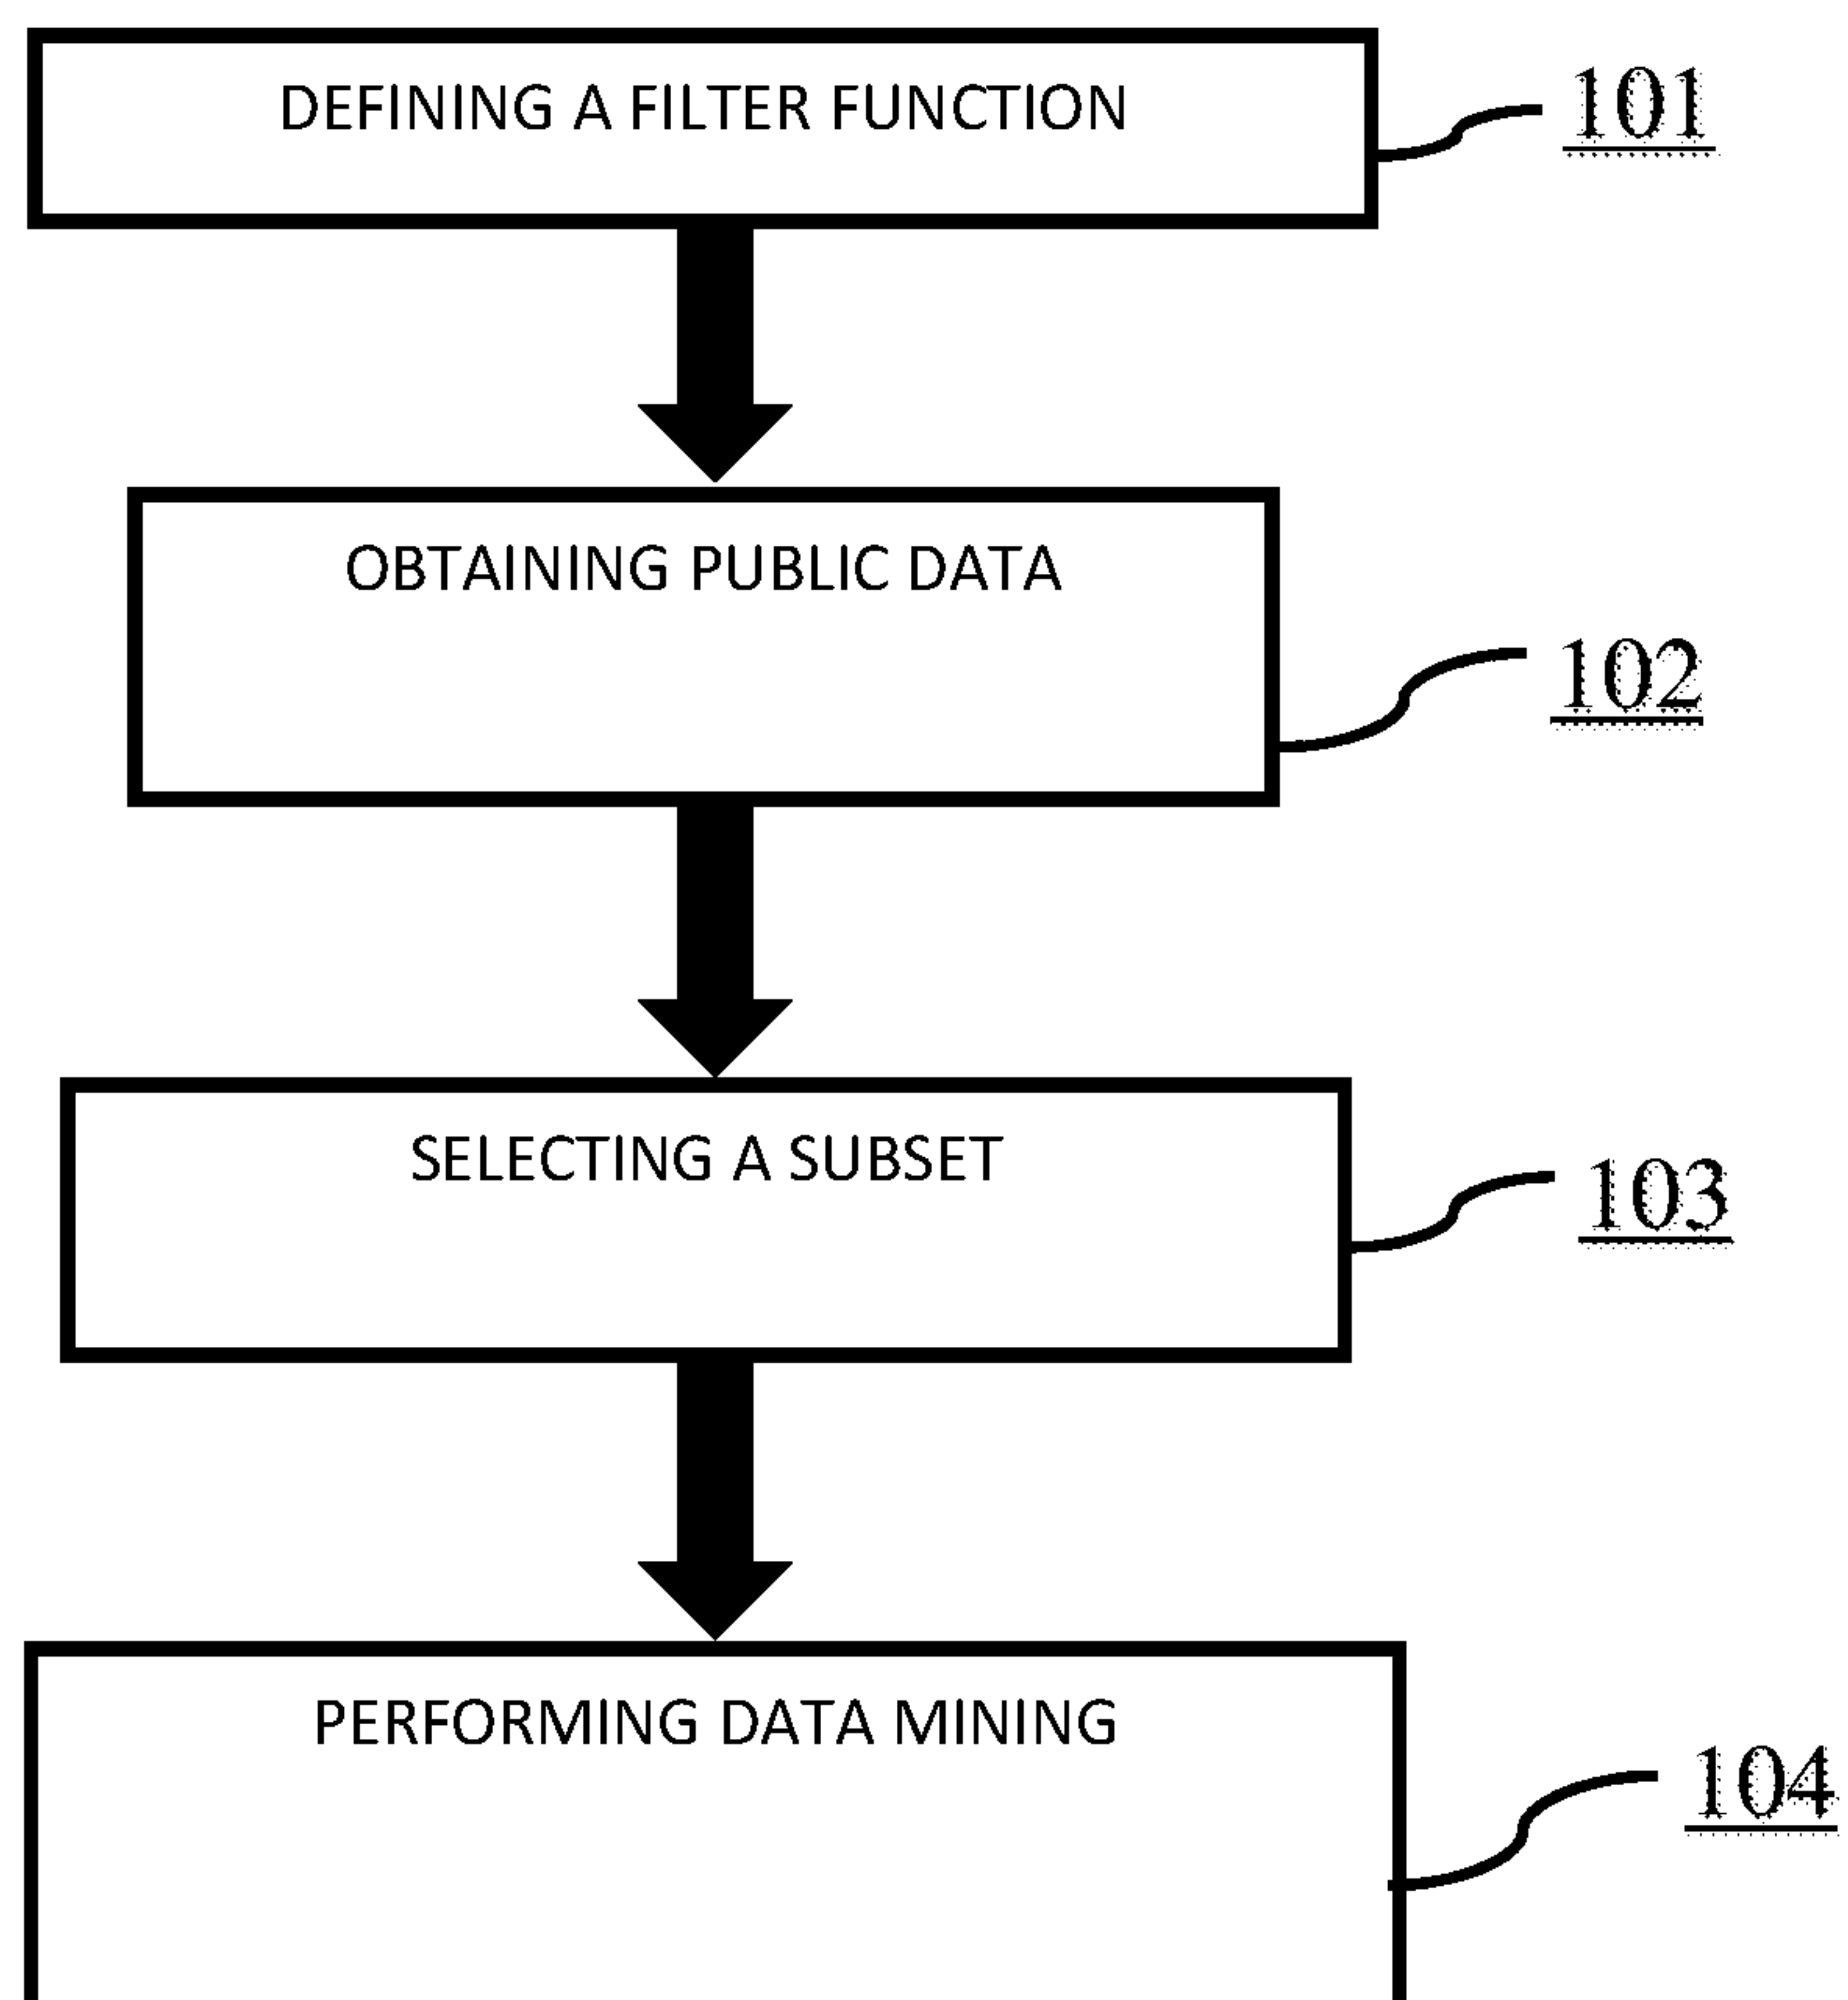 DEFINING A FILTER FUNCTION
101
OBTAINING PUBLIC DATA
102
SELECTING A SUBSET
103
PERFORMING DATA MINING
104